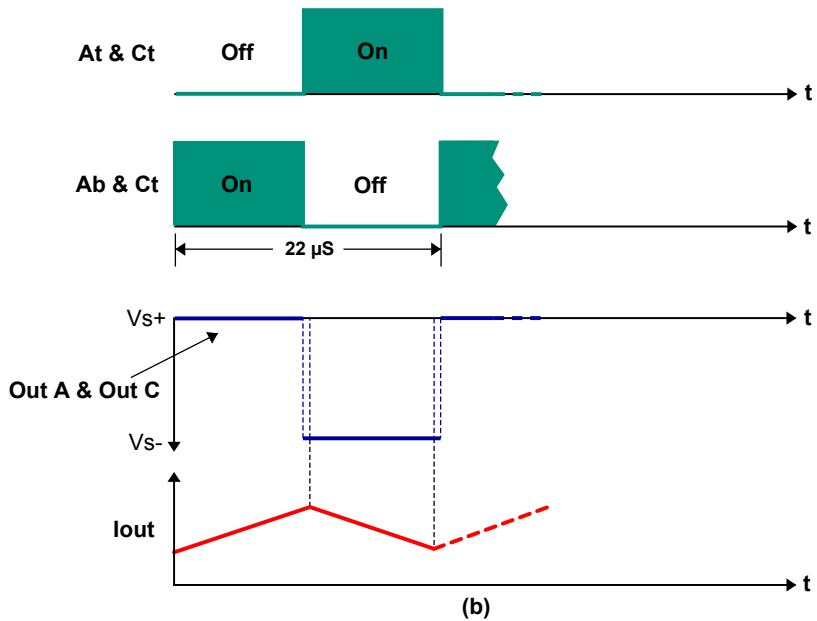 At & Ct
Off
On
t
Ab & Ct
On
Off
t
22 µS
Vs+
t
Out A & Out C
Vs-
Iout
t
(b)